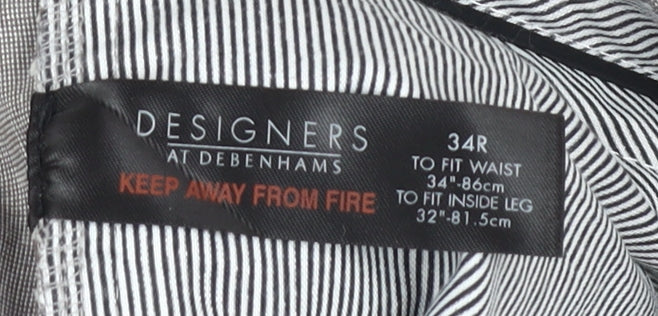 DESIGNERS
AT DEBENHAMS
KEEP AWAY FROM FIRE
34R
TO FIT WAIST
34"-86cm
TO FIT INSIDE LEG
32"-81.5cm